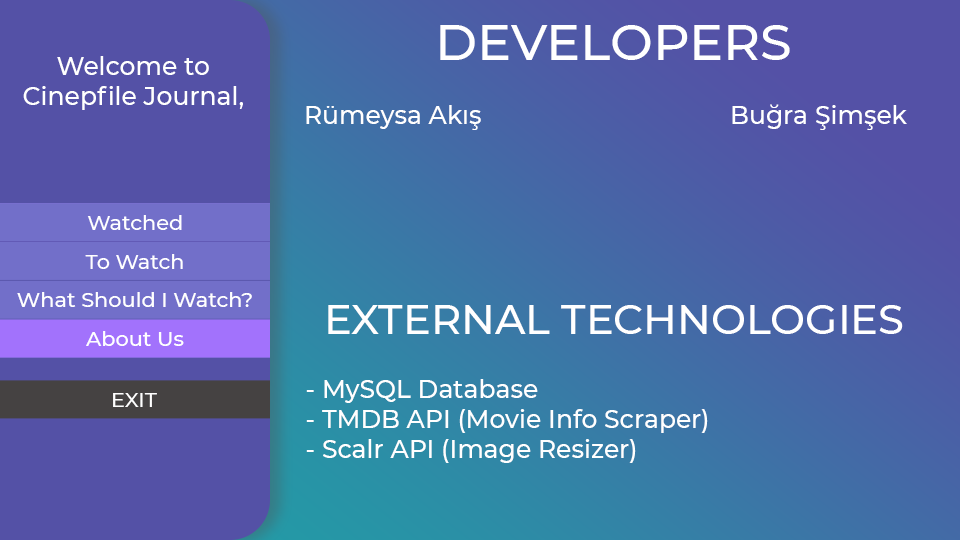 Welcome to
Cinepfile Journal,
Watched
To Watch
What Should I Watch?
About Us
EXIT
DEVELOPERS
Rümeysa Akış
Buğra Şimşek
EXTERNAL TECHNOLOGIES
- MySQL Database
- TMDB API (Movie Info Scraper)
- Scalr API (Image Resizer)